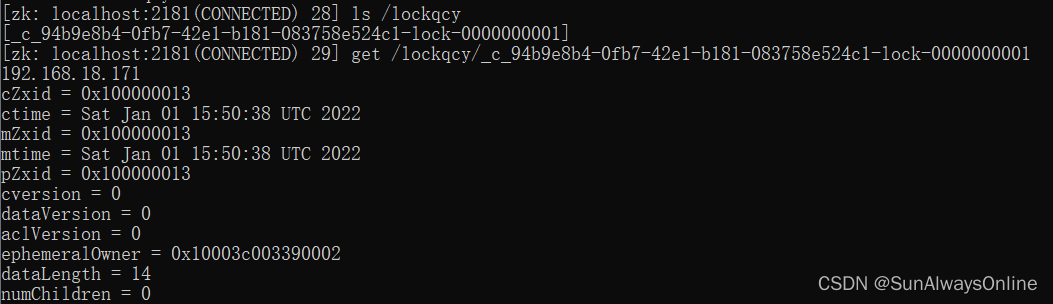 [zk: localhost:2181(CONNECTED) 28] ls /lockqcy
[_c_94b9e8b4-0fb7-42e1-b181-083758e524c1-lock-0000000001]
[zk: localhost:2181(CONNECTED) 29] get /lockqcy/_c_94b9e8b4-0fb7-42e1-b181-083758e524c1-lock-0000000001
192.168.18.171
cZxid = 0x100000013
ctime = Sat Jan 01 15:50:38 UTC 2022
mZxid = 0x100000013
mtime = Sat Jan 01 15:50:38 UTC 2022
pZxid = 0x100000013
cversion = 0
dataVersion = 0
aclVersion = 0
ephemeralOwner = 0x10003c003390002
dataLength = 14
numChildren = 0
CSDN @SunAlwaysOnline